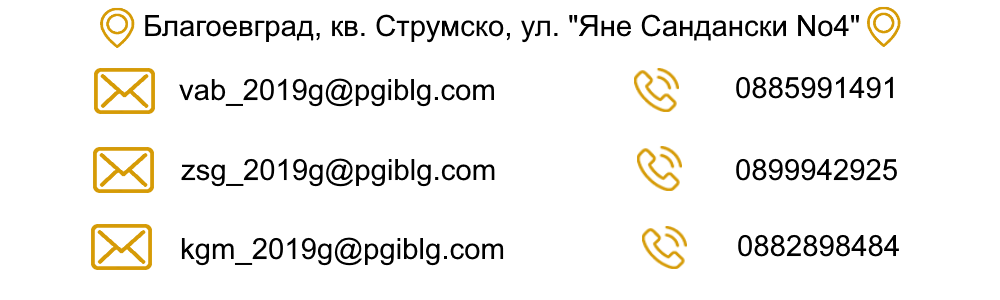 Благоевград, кв. Струмско, ул. "Яне Сандански No4"
vab_2019g@pgiblg.com 0885991491
zsg_2019g@pgiblg.com 0899942925
kgm_2019g@pgiblg.com 0882898484